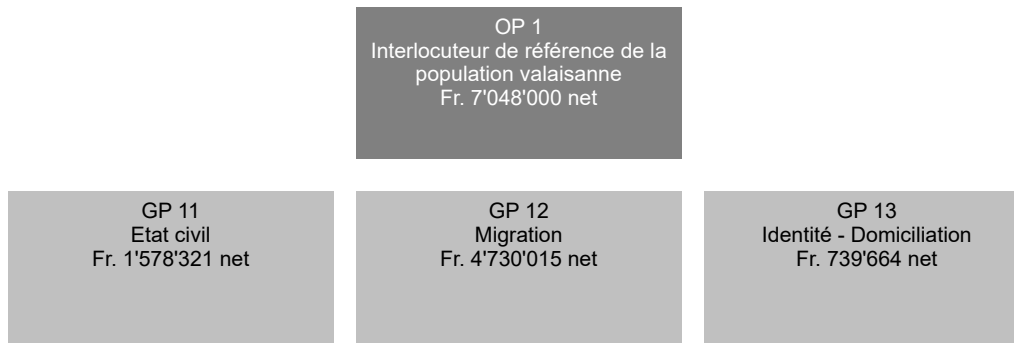 OP 1
Interlocuteur de référence de la
population valaisanne
Fr. 7'048'000 net
GP 11
Etat civil
Fr. 1'578'321 net
GP 12
Migration
Fr. 4'730'015 net
GP 13
Identité - Domiciliation
Fr. 739'664 net